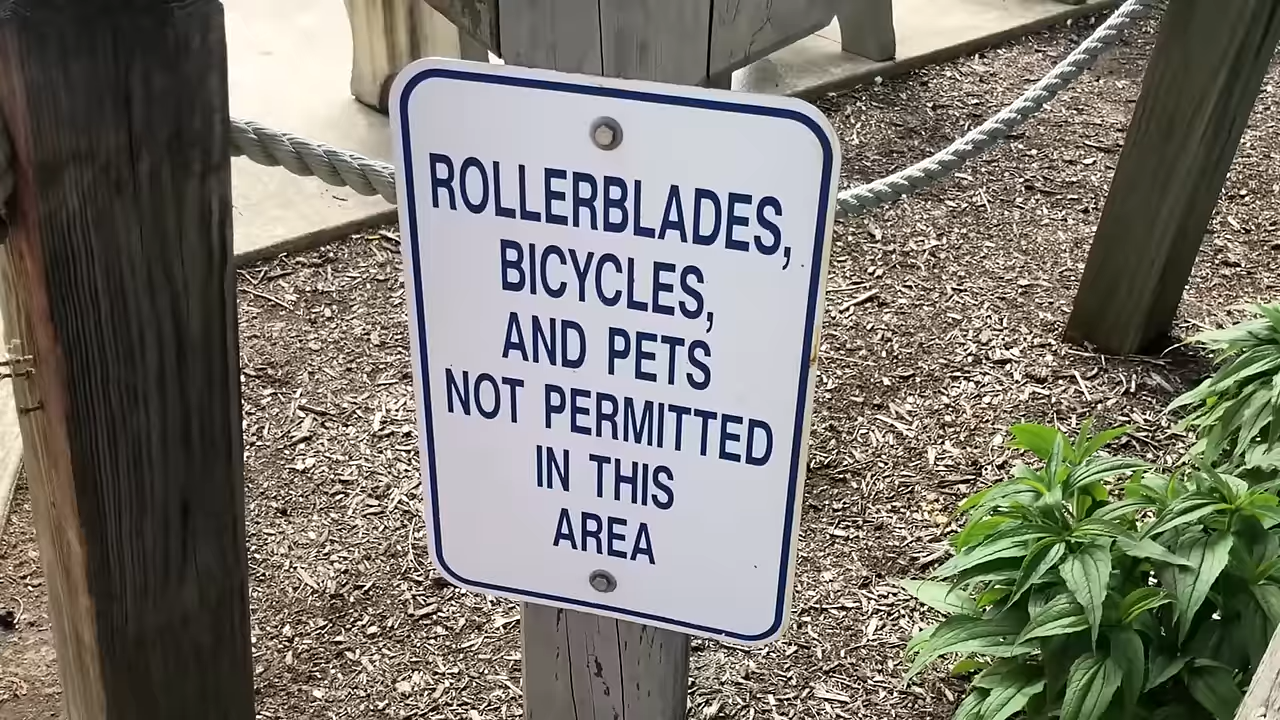 ROLLERBLADES,
BICYCLES,
AND PETS
NOT PERMITTED
IN THIS
AREA